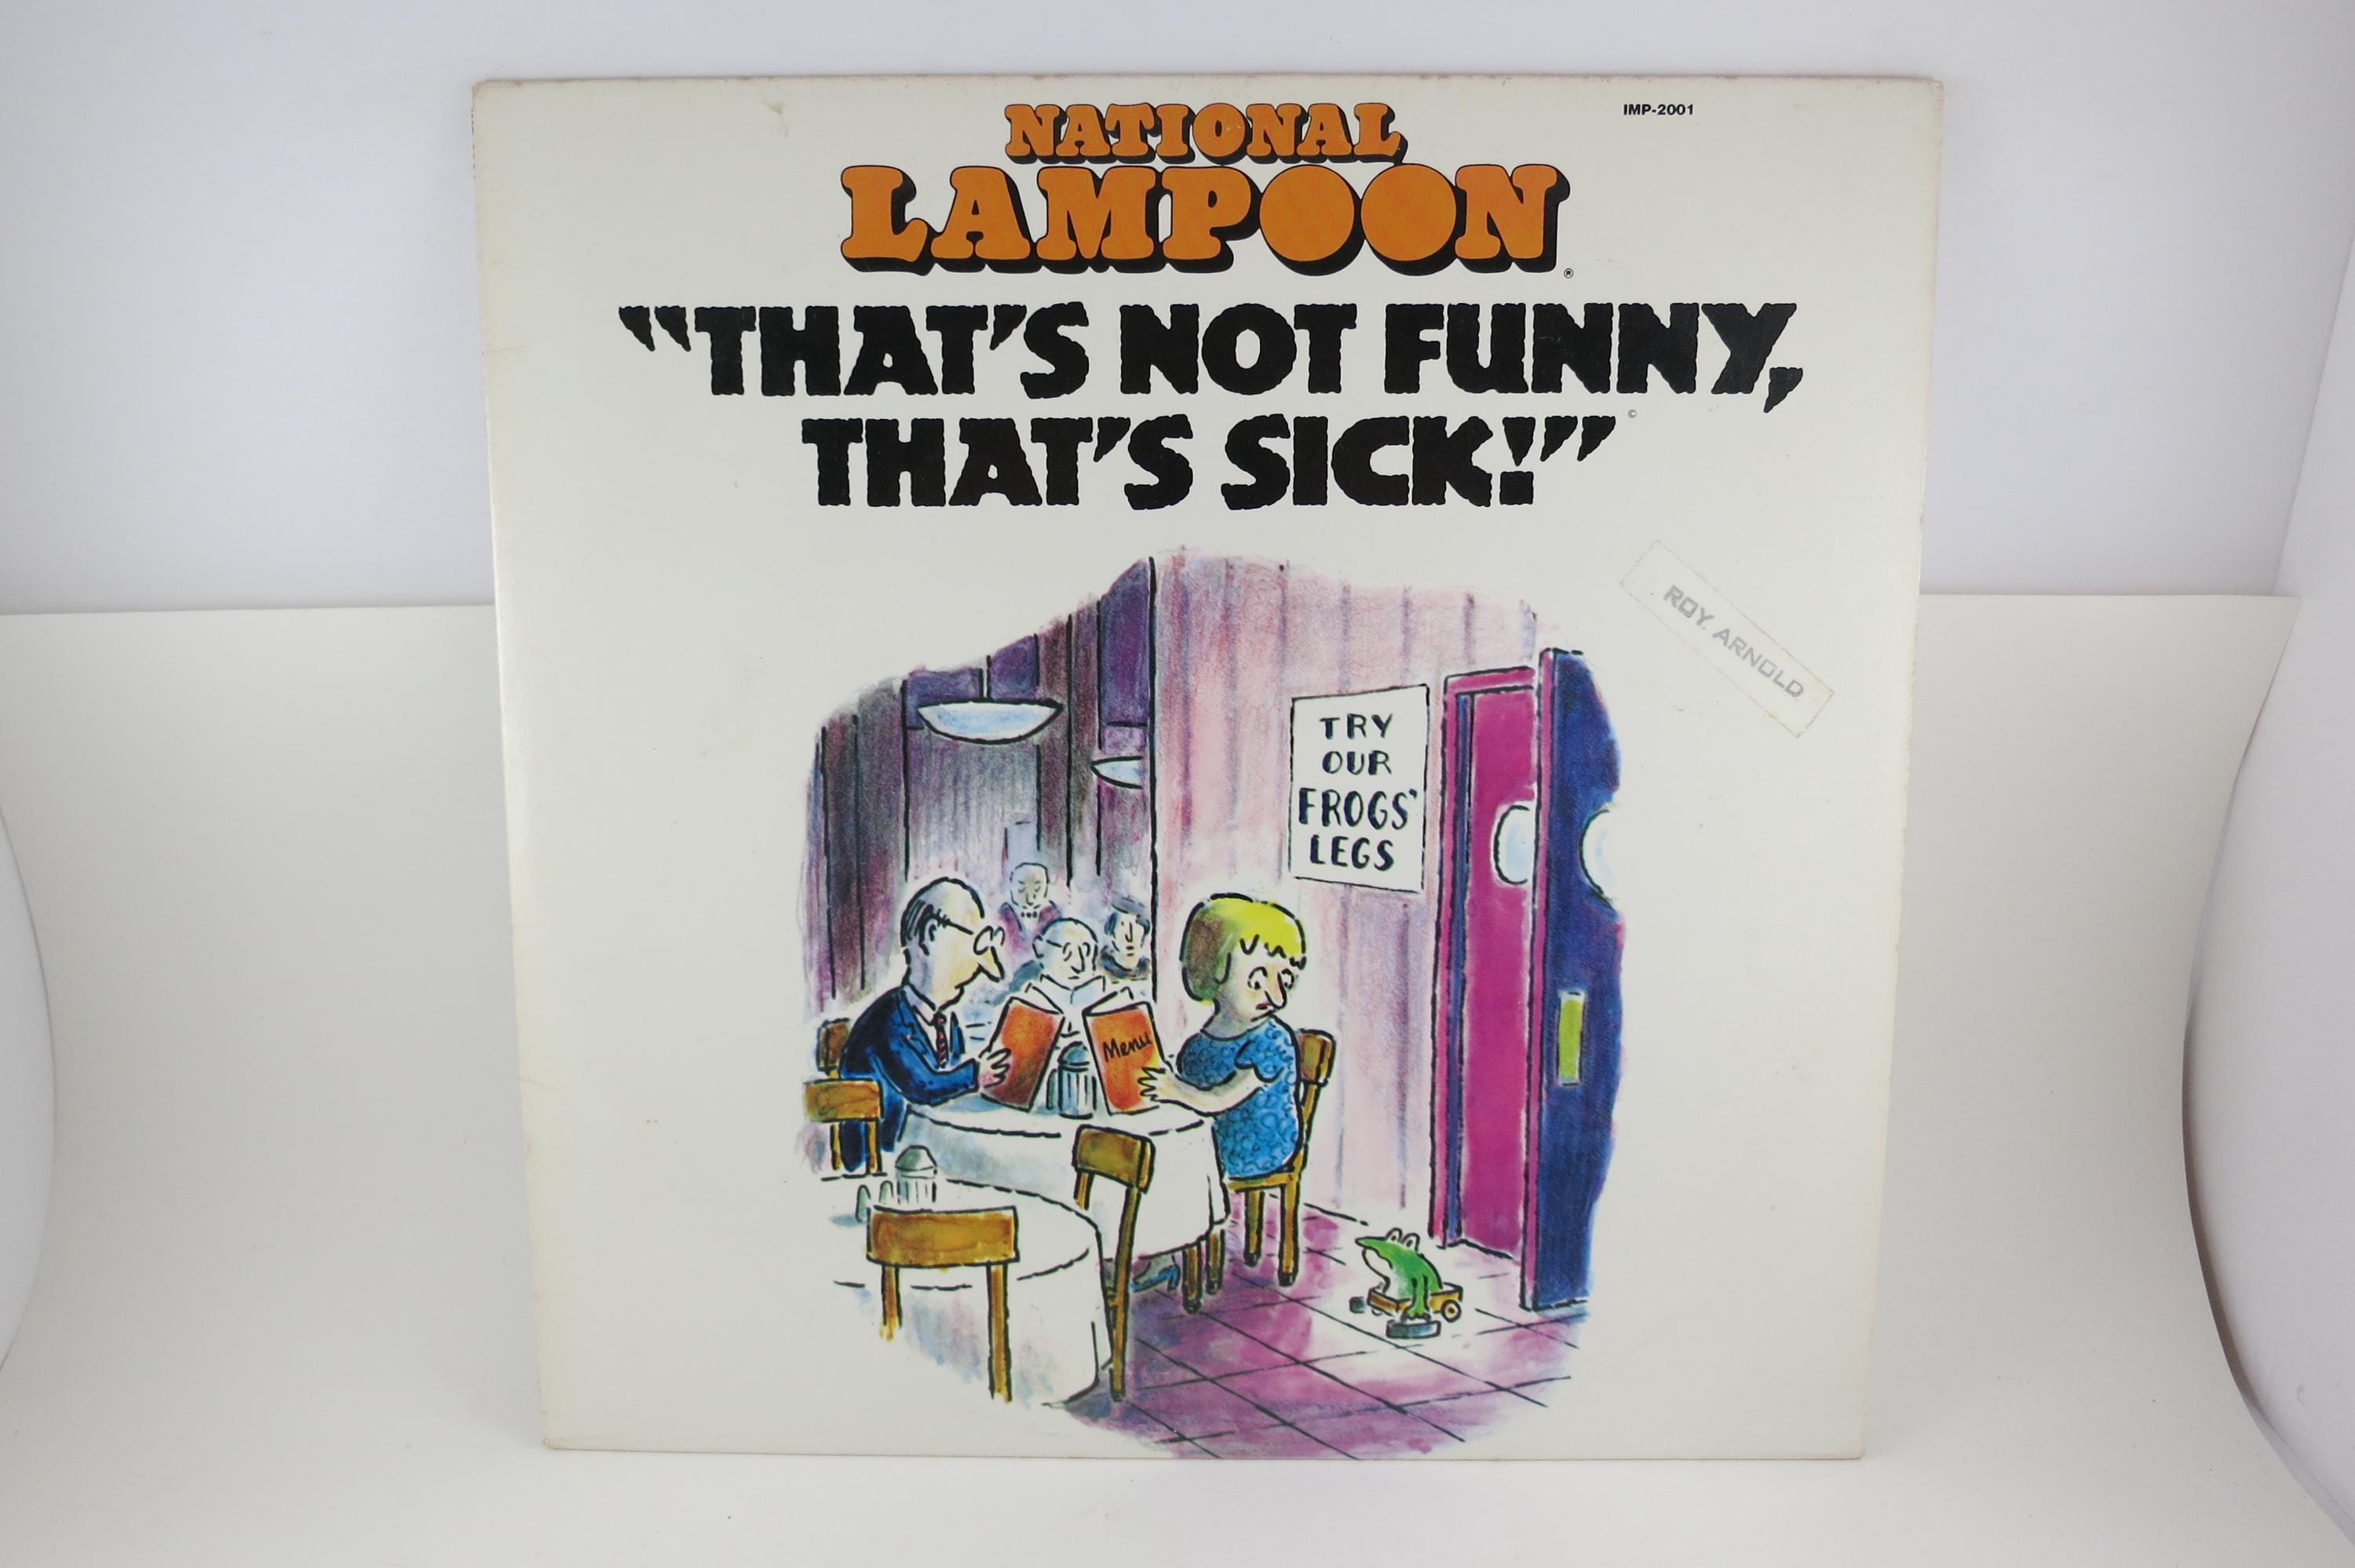 IMP-2001
NATIONAL
LAMPOON®
"THAT'S NOT FUNNY,
THAT'S SICK!"©
ROY. ARNOLD
TRY
OUR
FROGS'
LEGS
Menu